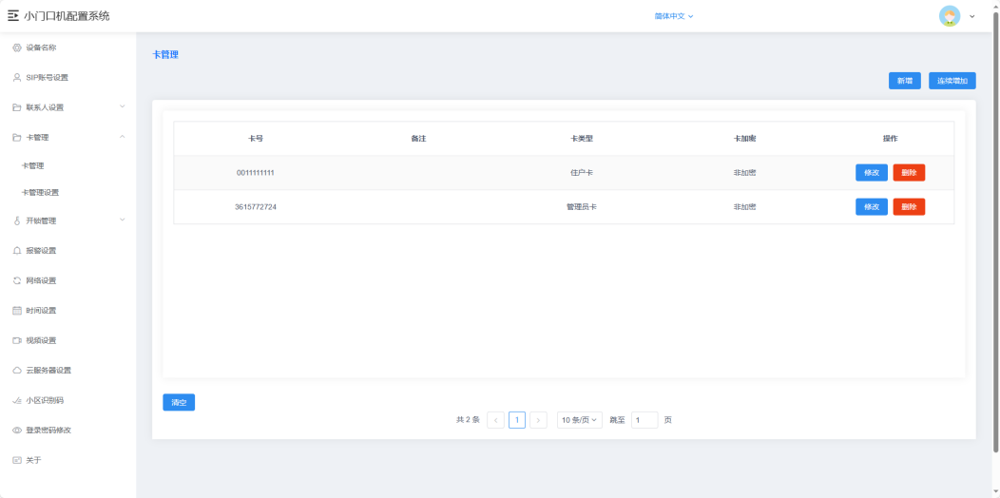 小门口机配置系统
简体中文
设备名称
SIP账号设置
联系人设置
卡管理
卡管理
卡管理设置
开始管理
报警设置
网络设置
时间设置
视频设置
云服务器设置
小区识别码
登录密码修改
关于
卡管理
新增 连续增加
卡号 备注 卡类型 卡加密 操作
0011111111 住户卡 非加密 修改 删除
3615772724 管理员卡 非加密 修改 删除
清空
共 2 条 1 10 条/页 跳至 1 页